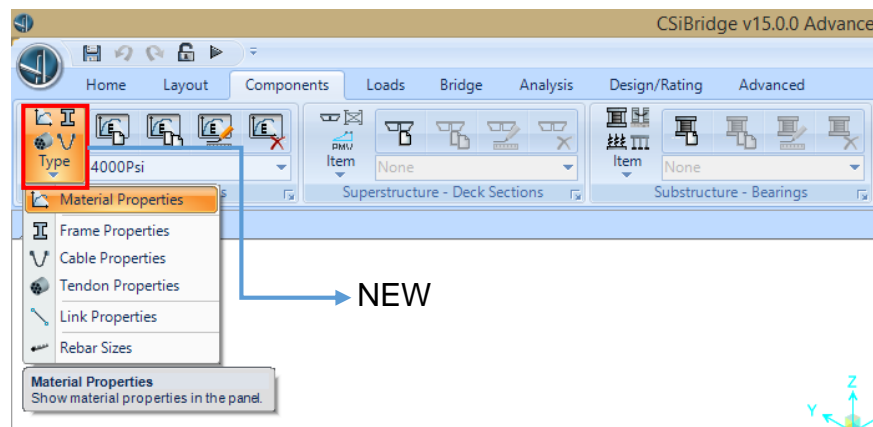 CSiBridge v15.0.0 Advance
Home Layout Components Loads Bridge Analysis Design/Rating Advanced
Type
4000Psi
Item
PMV
None
Item
None
Superstructure - Deck Sections
Substructure - Bearings
Material Properties
Frame Properties
Cable Properties
Tendon Properties
Link Properties
Rebar Sizes
Material Properties
Show material properties in the panel.
NEW
Z
Y